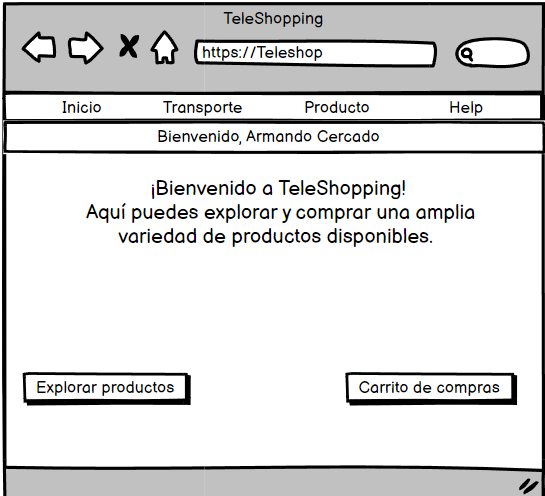 TeleShopping
https://Teleshop
Inicio Transporte Producto Help
Bienvenido, Armando Cercado
¡Bienvenido a TeleShopping!
Aquí puedes explorar y comprar una amplia
variedad de productos disponibles.
Explorar productos Carrito de compras